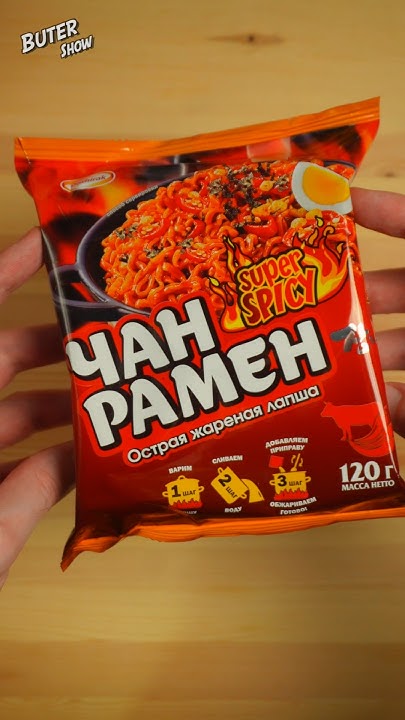 BUTER
SHOW
super
SPICY
ЧАН
РАМЕН
Острая жареная лапша
ВАРИМ
1 ШАГ
СЛИВАЕМ
2 ШАГ
ВОДУ
ДОБАВЛЯЕМ
ПРИПРАВУ
3 ШАГ
ОБЖАРИВАЕМ
ГОТОВО!
120 г
МАССА НЕТТО